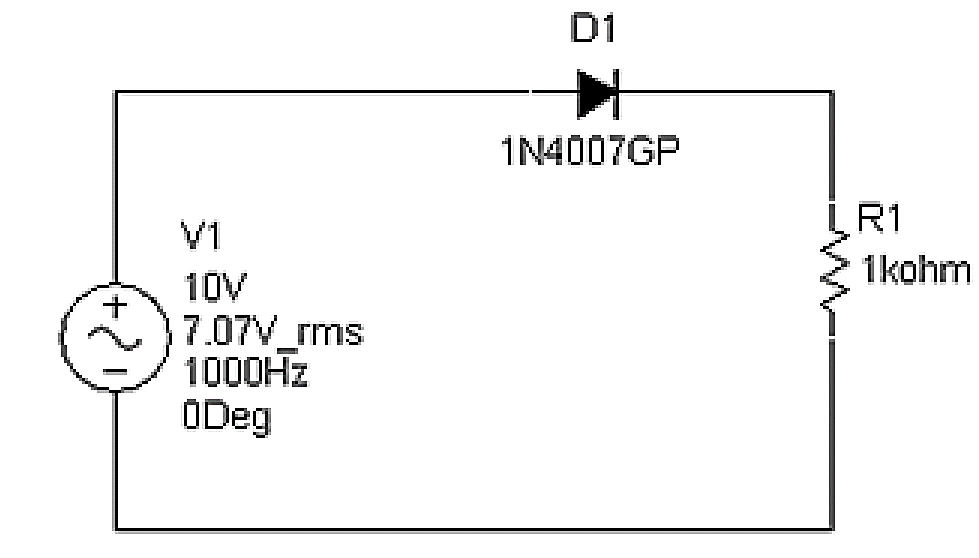 D1
1N4007GP
V1
10V
7.07V_rms
1000Hz
0Deg
R1
1kohm